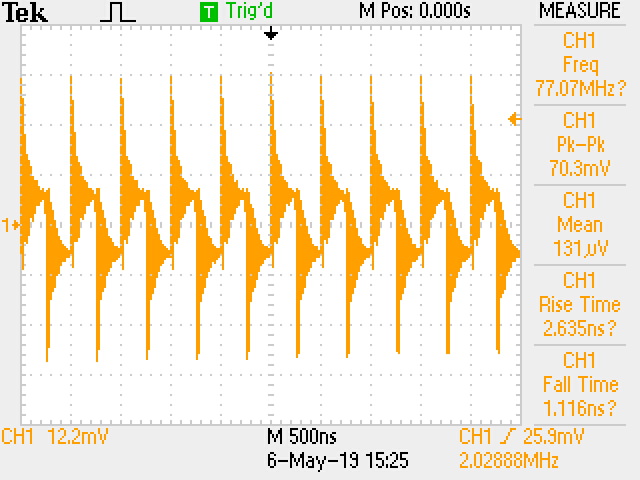 Tek T Trig'd M Pos: 0.000s MEASURE
CH1
Freq
77.07MHz?
CH1
Pk-Pk
70.3mV
1
CH1
Mean
131µV
CH1
Rise Time
2.635ns?
CH1
Fall Time
1.116ns?
CH1 12.2mV M 500ns CH1 25.9mV
6-May-19 15:25 2.02888MHz